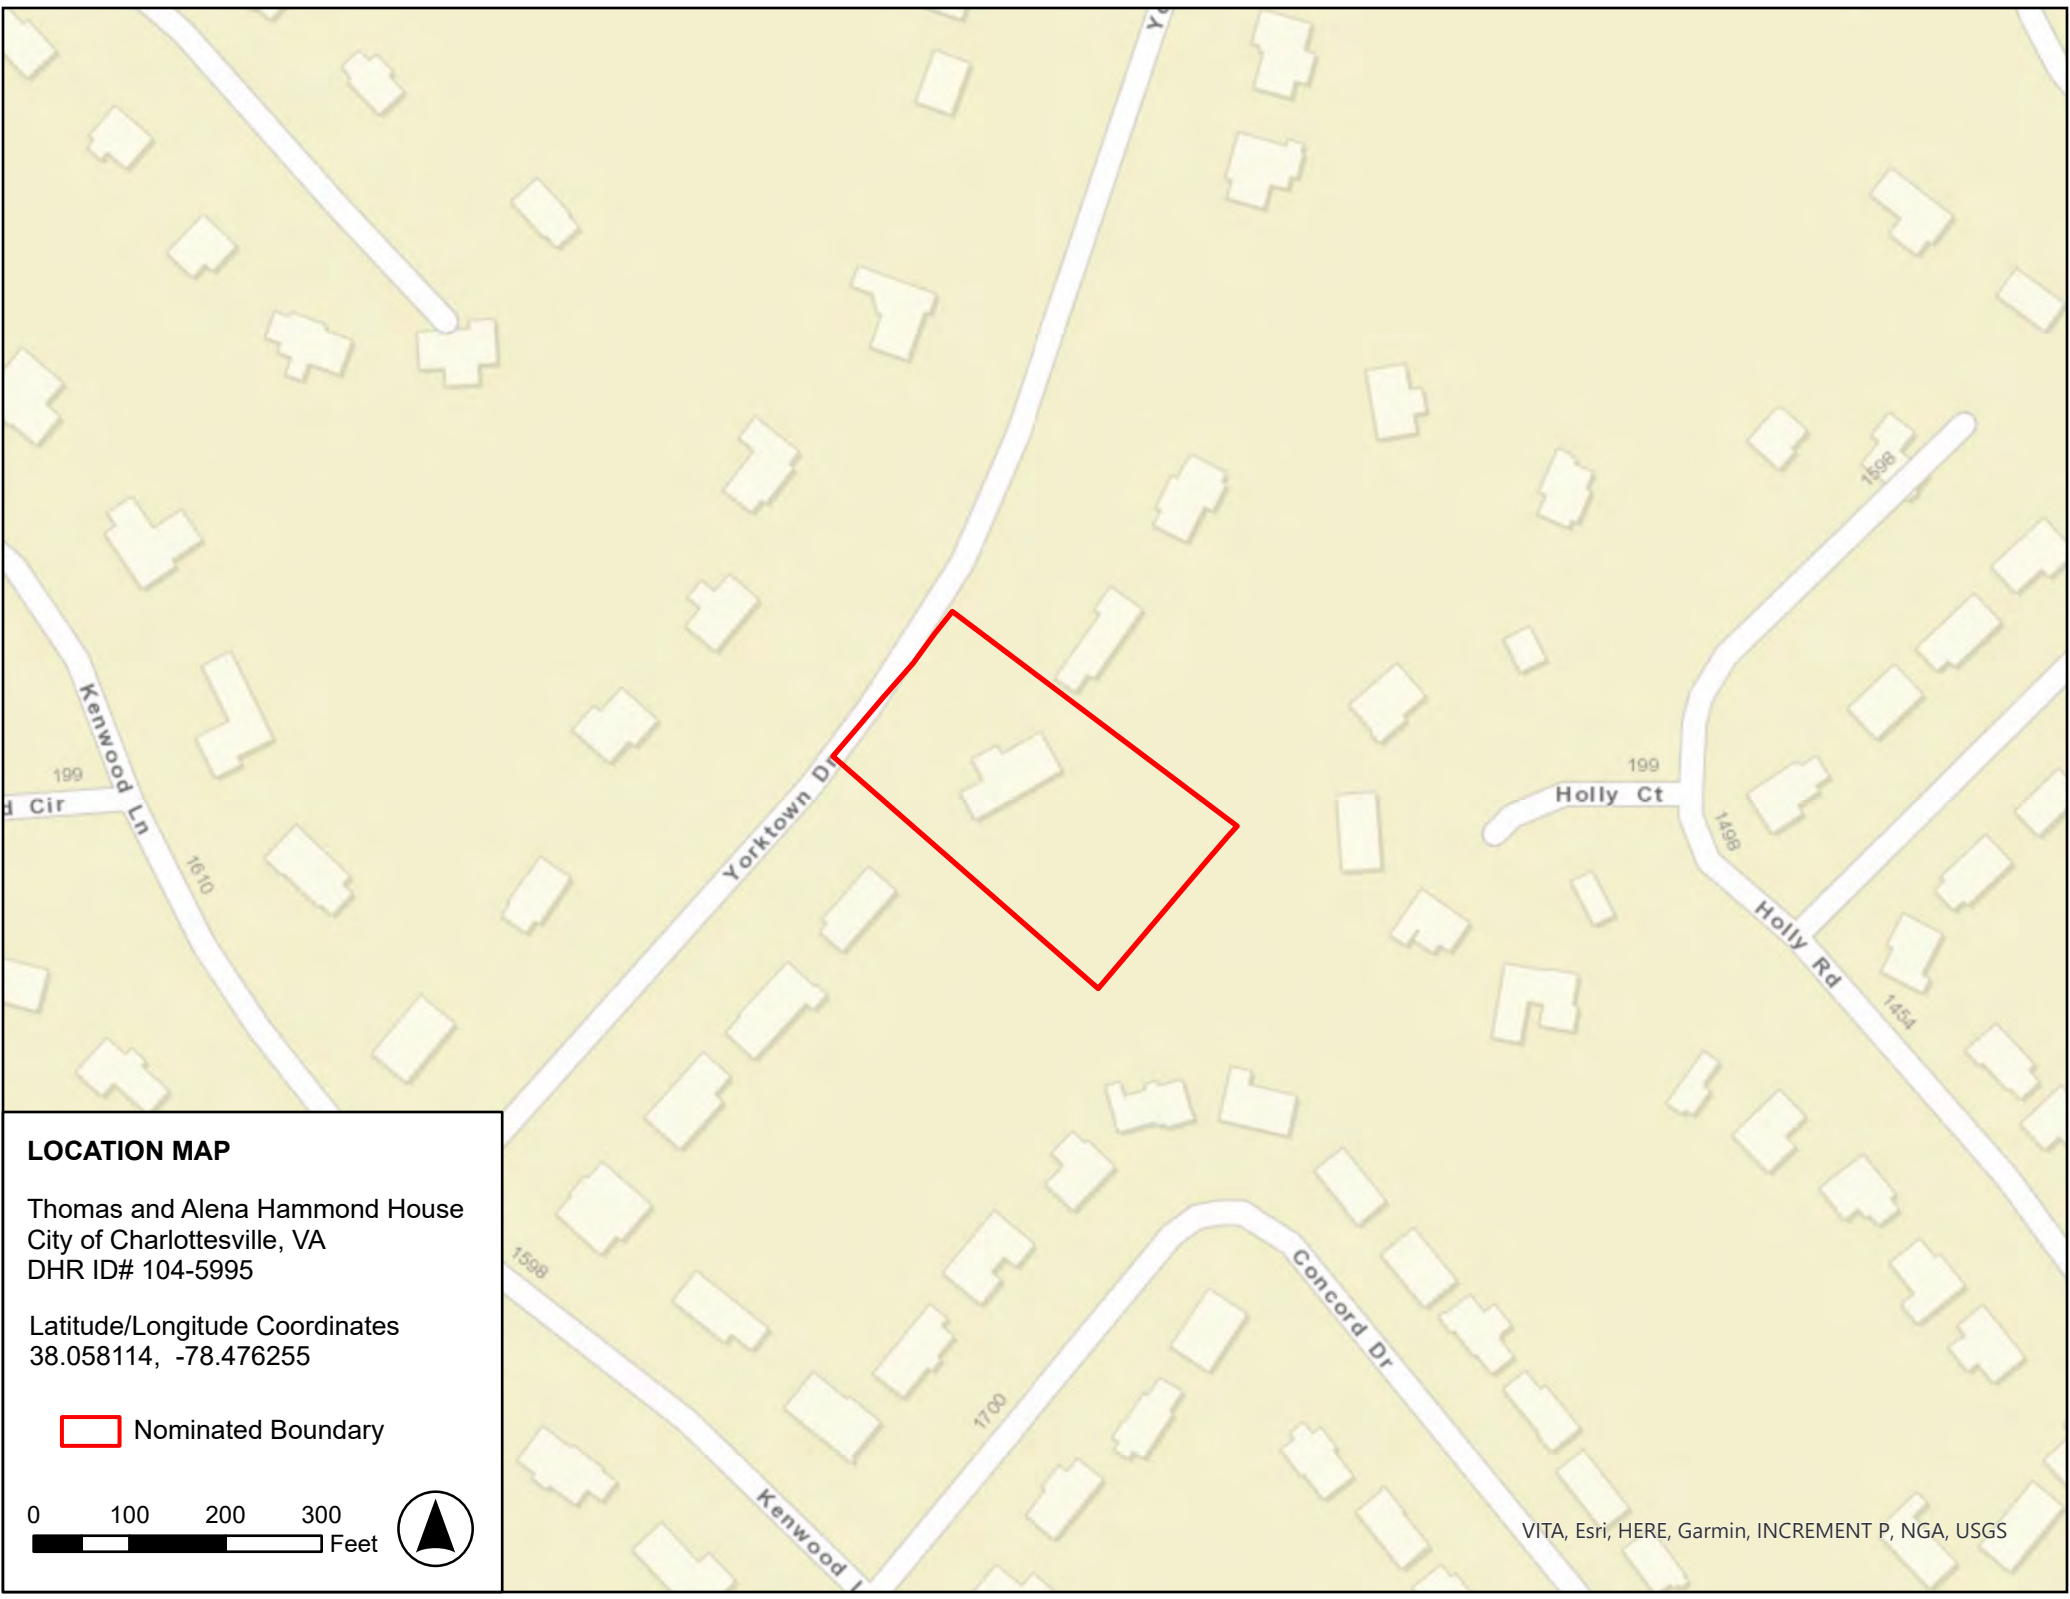 Yo
1598
Kenwood Ln
199
d Cir
1610
Yorktown Dr
199
Holly Ct
1498
Holly Rd
1454
LOCATION MAP
Thomas and Alena Hammond House
City of Charlottesville, VA
DHR ID# 104-5995
Latitude/Longitude Coordinates
38.058114, -78.476255
Nominated Boundary
0 100 200 300
Feet
1598
Concord Dr
1700
Kenwood L
VITA, Esri, HERE, Garmin, INCREMENT P, NGA, USGS